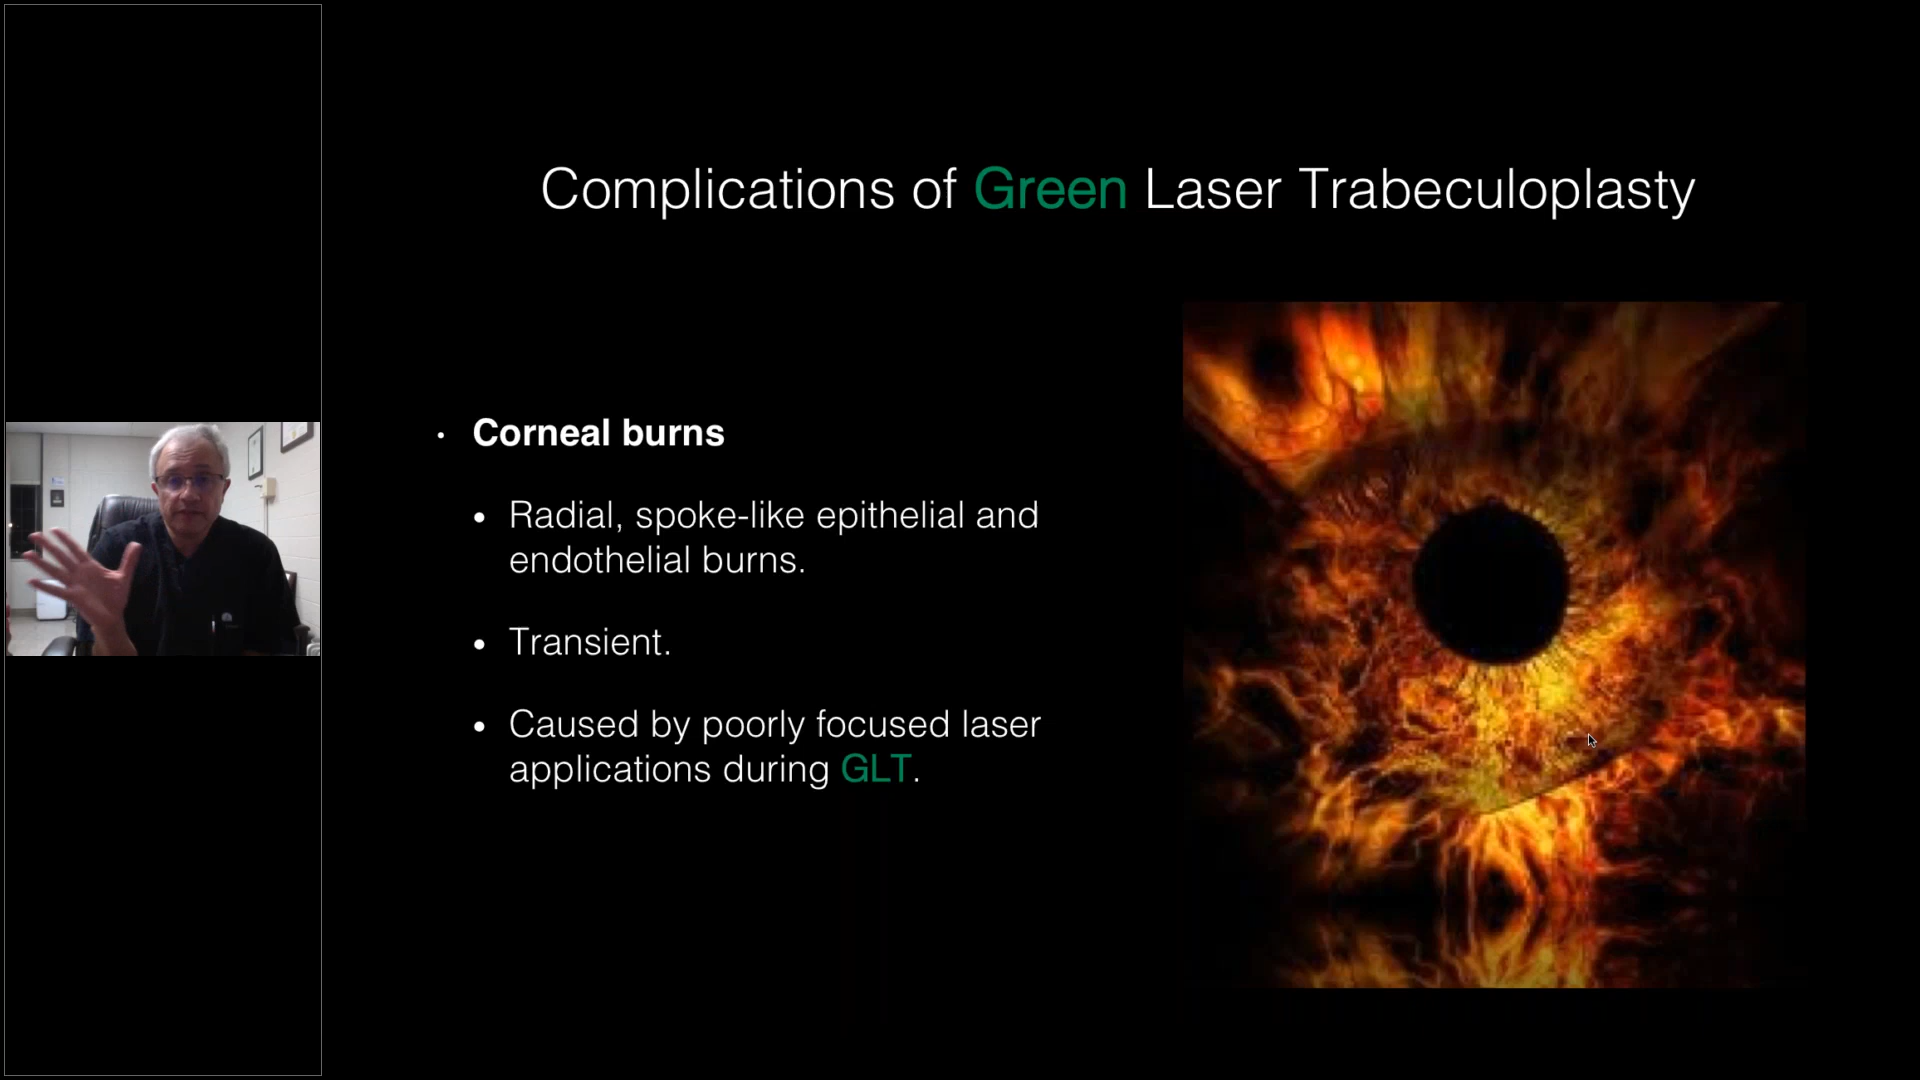 Complications of Green Laser Trabeculoplasty
• Corneal burns
• Radial, spoke-like epithelial and
endothelial burns.
• Transient.
• Caused by poorly focused laser
applications during GLT.